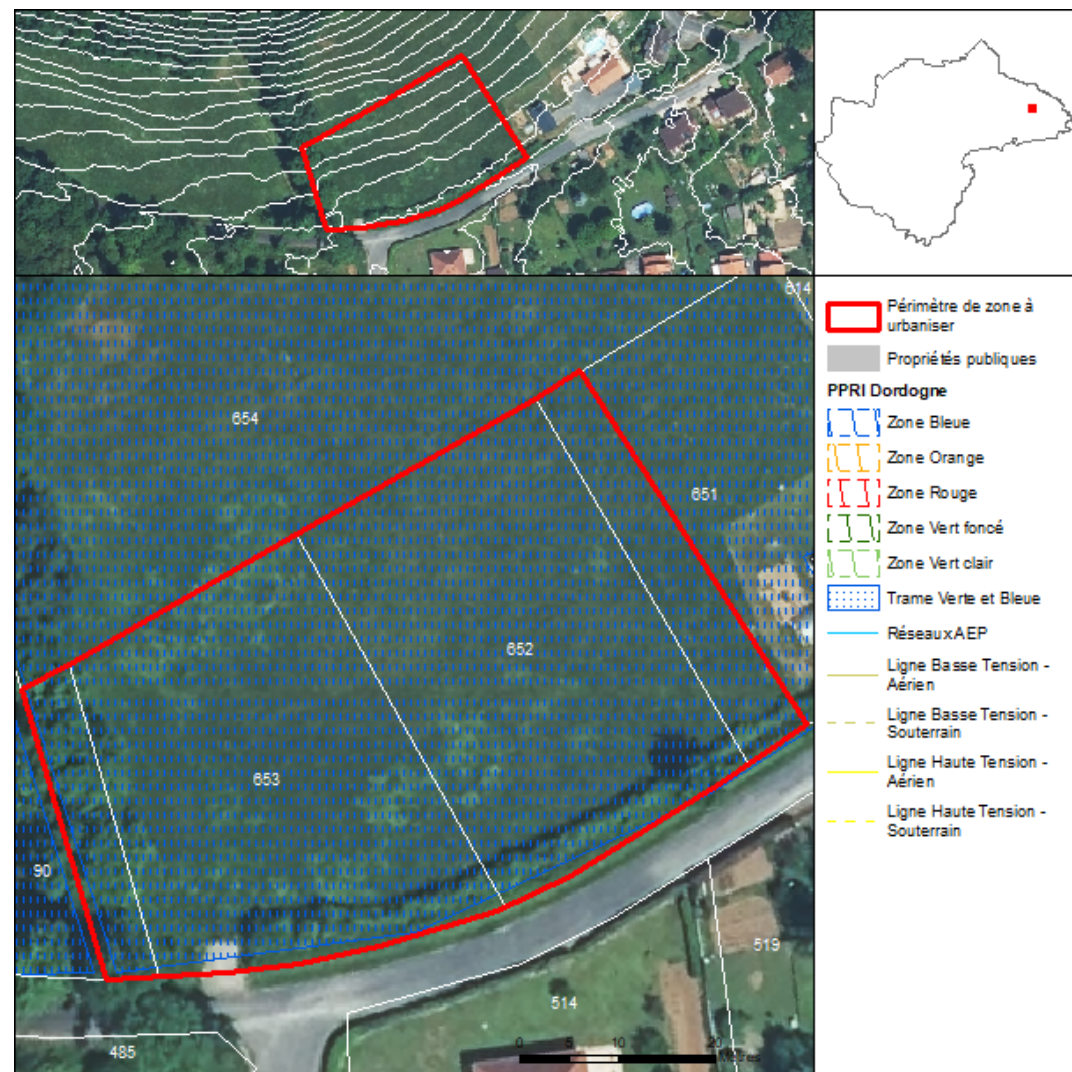 Périmètre de zone à
urbaniser
Propriétés publiques
PPRI Dordogne
Zone Bleue
Zone Orange
Zone Rouge
Zone Vert foncé
Zone Vert clair
Trame Verte et Bleue
Réseaux AEP
Ligne Basse Tension -
Aérien
Ligne Basse Tension -
Souterrain
Ligne Haute Tension -
Aérien
Ligne Haute Tension -
Souterrain
614
654
651
652
653
90
519
514
485
0 5 10 20
Mètres